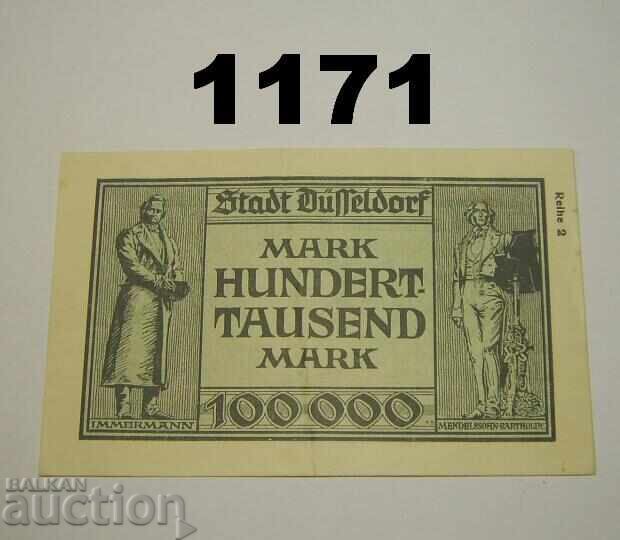 1171
Stadt Düsseldorf
Reihe 2
MARK
HUNDERT-
TAUSEND
MARK
100 000
IMMERMANN
MENDELSSOHN-BARTHOLDY
BALKAN
auction